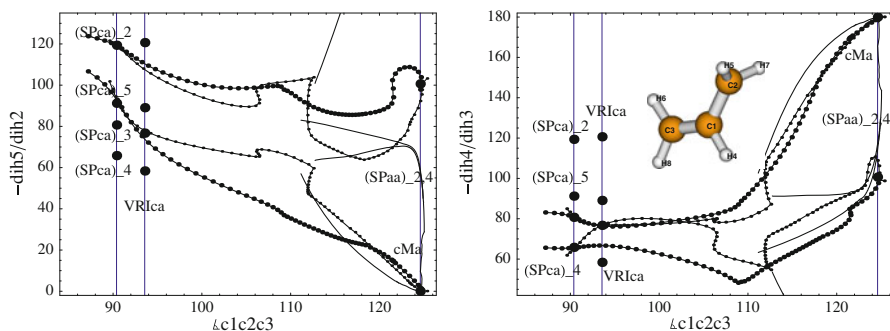 120
100
80
60
40
20
0
−dih5/dih2
(SPca)_2
(SPca)_5
(SPca)_3
(SPca)_4
VRIca
(SPaa)_2,4
cMa
90
100
110
120
∠c1c2c3
180
160
140
120
100
80
60
−dih4/dih3
(SPca)_2
VRIca
(SPca)_5
(SPca)_4
VRIca
cMa
(SPaa)_2,4
H5
H7
C2
H6
C3
C1
H8
H4
90
100
110
120
∠c1c2c3